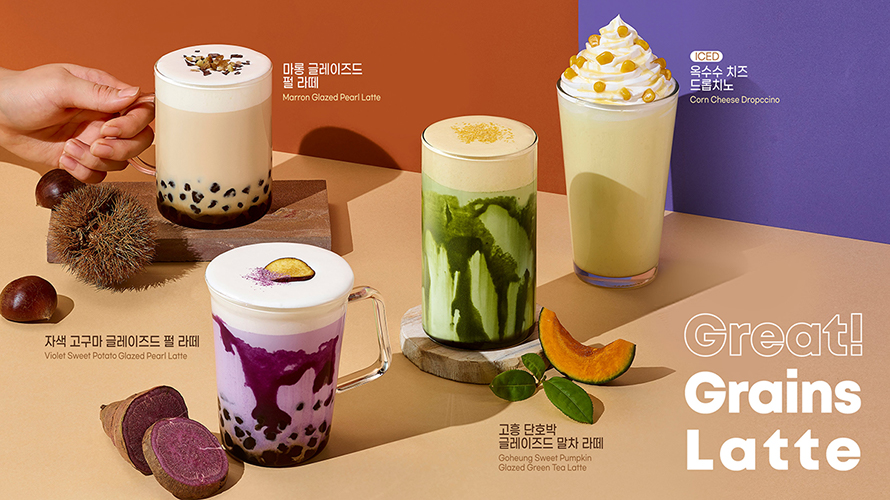 마롱 글레이즈드
펄 라떼
Marron Glazed Pearl Latte
ICED
옥수수 치즈
드롭치노
Corn Cheese Dropccino
자색 고구마 글레이즈드 펄 라떼
Violet Sweet Potato Glazed Pearl Latte
고흥 단호박
글레이즈드 말차 라떼
Goheung Sweet Pumpkin
Glazed Green Tea Latte
Great!
Grains
Latte